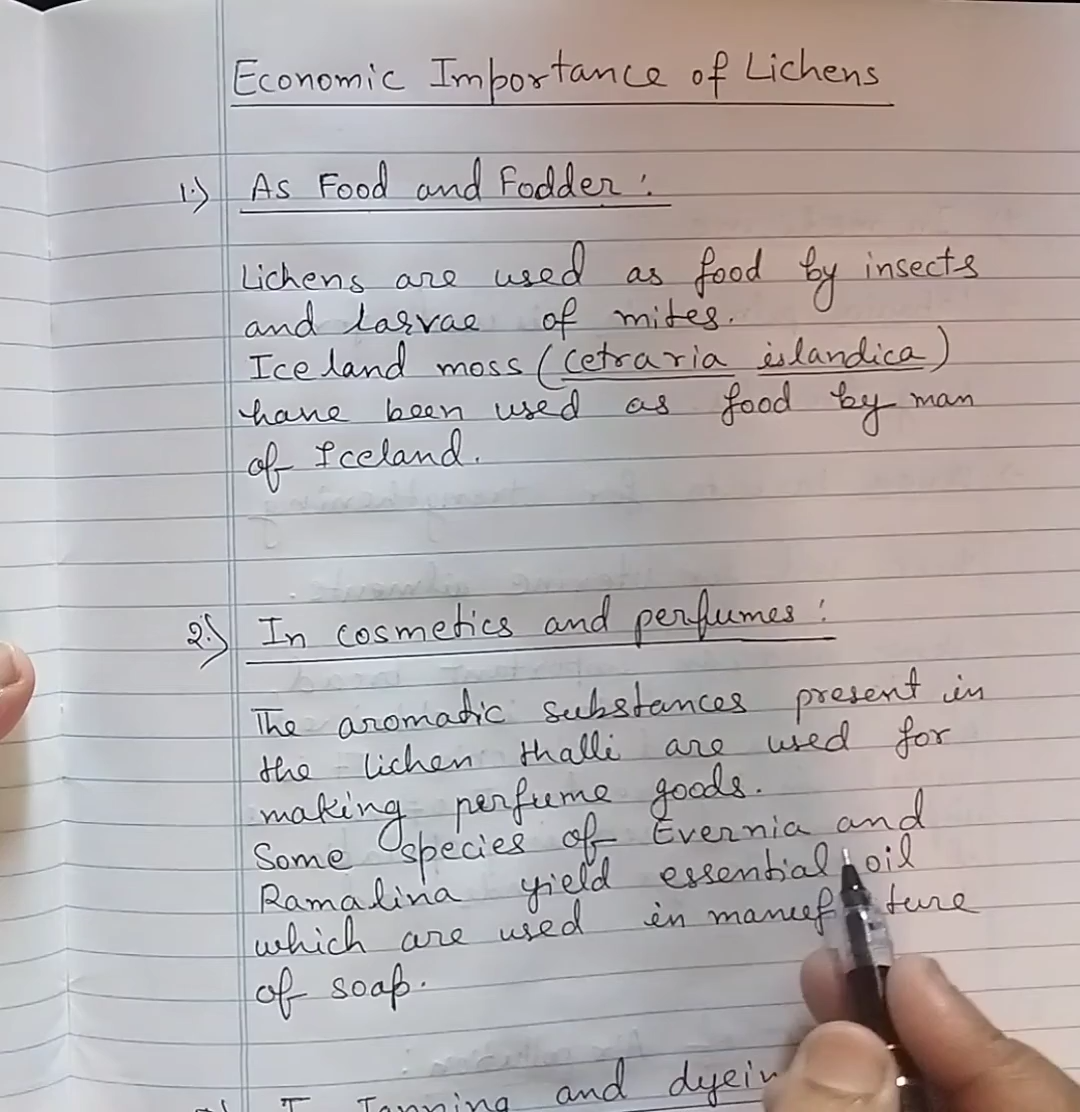 Economic Importance of Lichens
1.) As Food and Fodder :
Lichens are used as food by insects
and larvae of mites.
Iceland moss (Cetraria islandica)
have been used as food by man
of Iceland.
2.) In cosmetics and perfumes :
The aromatic substances present in
the lichen thalli are used for
making perfume goods.
Some species of Evernia and
Ramalina yield essential oil
which are used in manuf ture
of soap.
Tanning and dyein